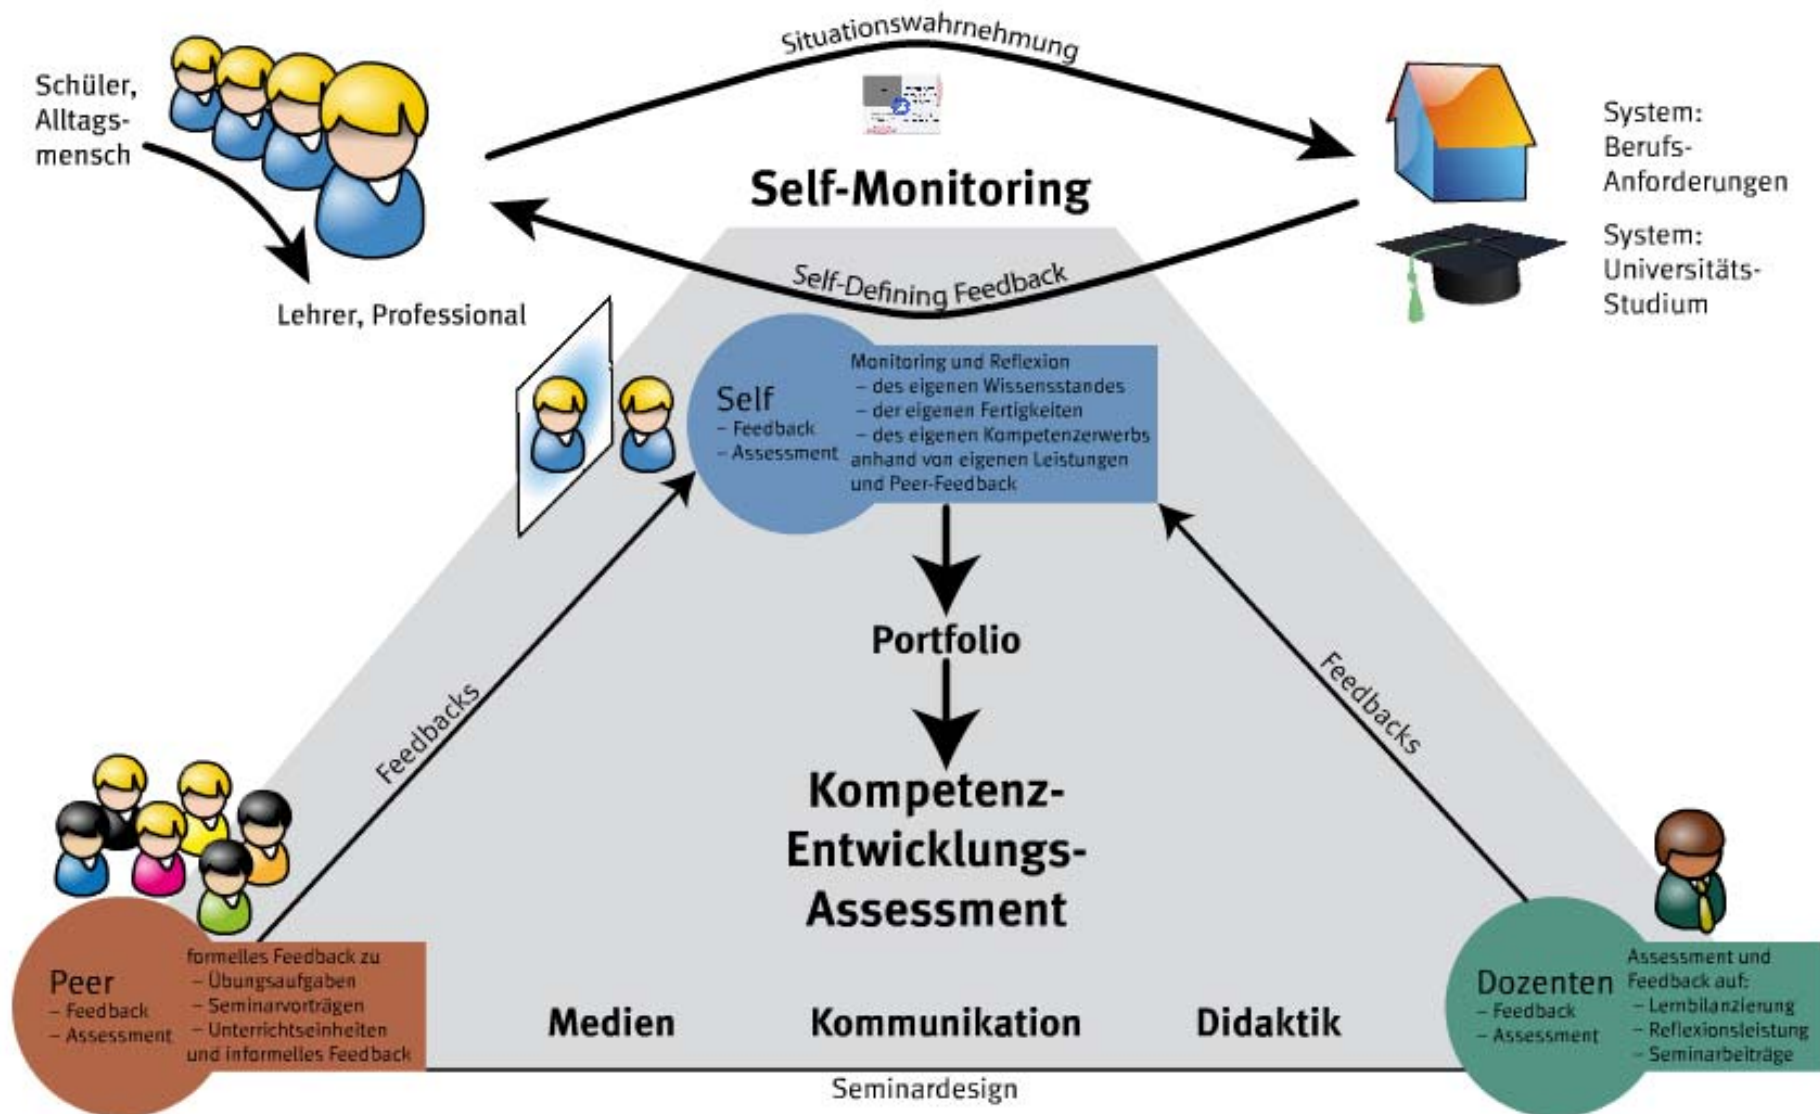 Situationswahrnehmung
Schüler,
Alltags-
mensch
Lehrer, Professional
Self-Monitoring
Self-Defining Feedback
System:
Berufs-
Anforderungen
System:
Universitäts-
Studium
Self
– Feedback
– Assessment
Monitoring und Reflexion
– des eigenen Wissensstandes
– der eigenen Fertigkeiten
– des eigenen Kompetenzerwerbs
anhand von eigenen Leistungen
und Peer-Feedback
Portfolio
Feedbacks
Feedbacks
Kompetenz-
Entwicklungs-
Assessment
Peer
– Feedback
– Assessment
formelles Feedback zu
– Übungsaufgaben
– Seminarvorträgen
– Unterrichtseinheiten
und informelles Feedback
Medien
Kommunikation
Didaktik
Dozenten
– Feedback
– Assessment
Assessment und
Feedback auf:
– Lernbilanzierung
– Reflexionsleistung
– Seminarbeiträge
Seminardesign